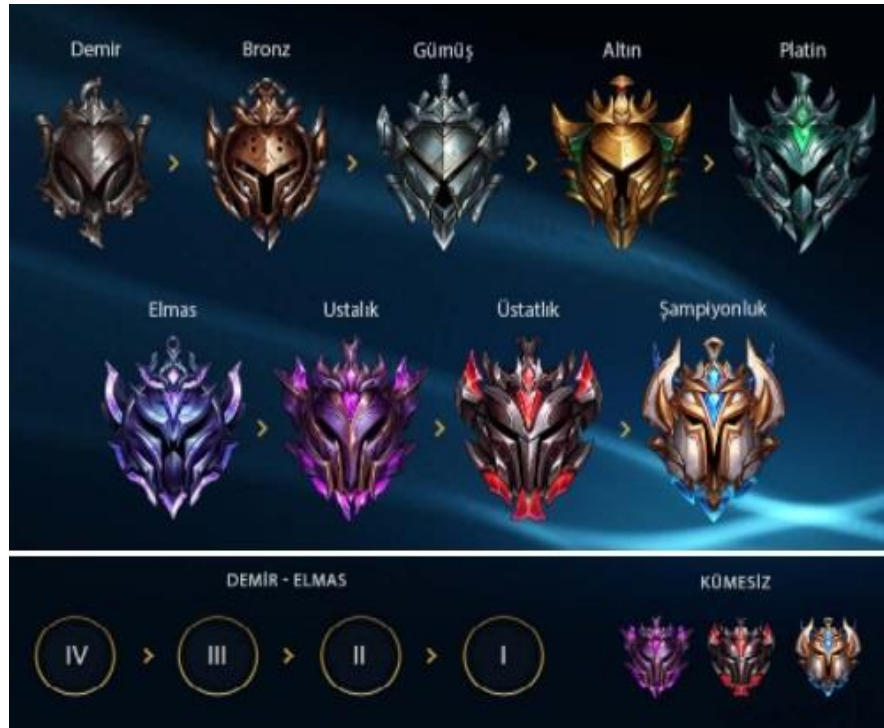 Demir Bronz Gümüş Altın Platin
Elmas Ustalık Üstatlık Şampiyonluk
DEMİR - ELMAS KÜMESİZ
IV > III > II > I